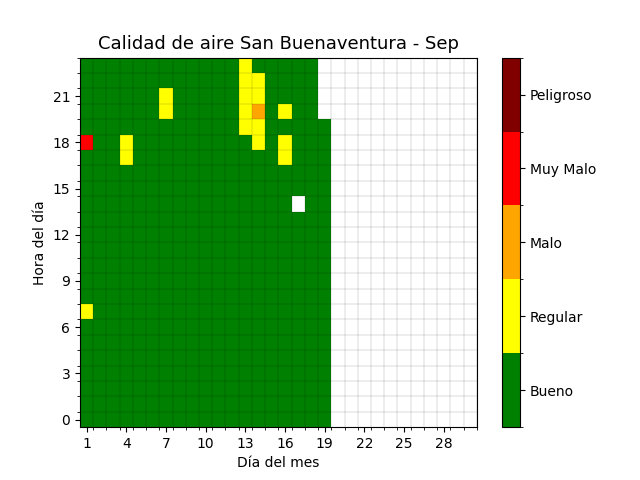 Calidad de aire San Buenaventura - Sep
Hora del día
21
18
15
12
9
6
3
0
1 4 7 10 13 16 19 22 25 28
Día del mes
Peligroso
Muy Malo
Malo
Regular
Bueno